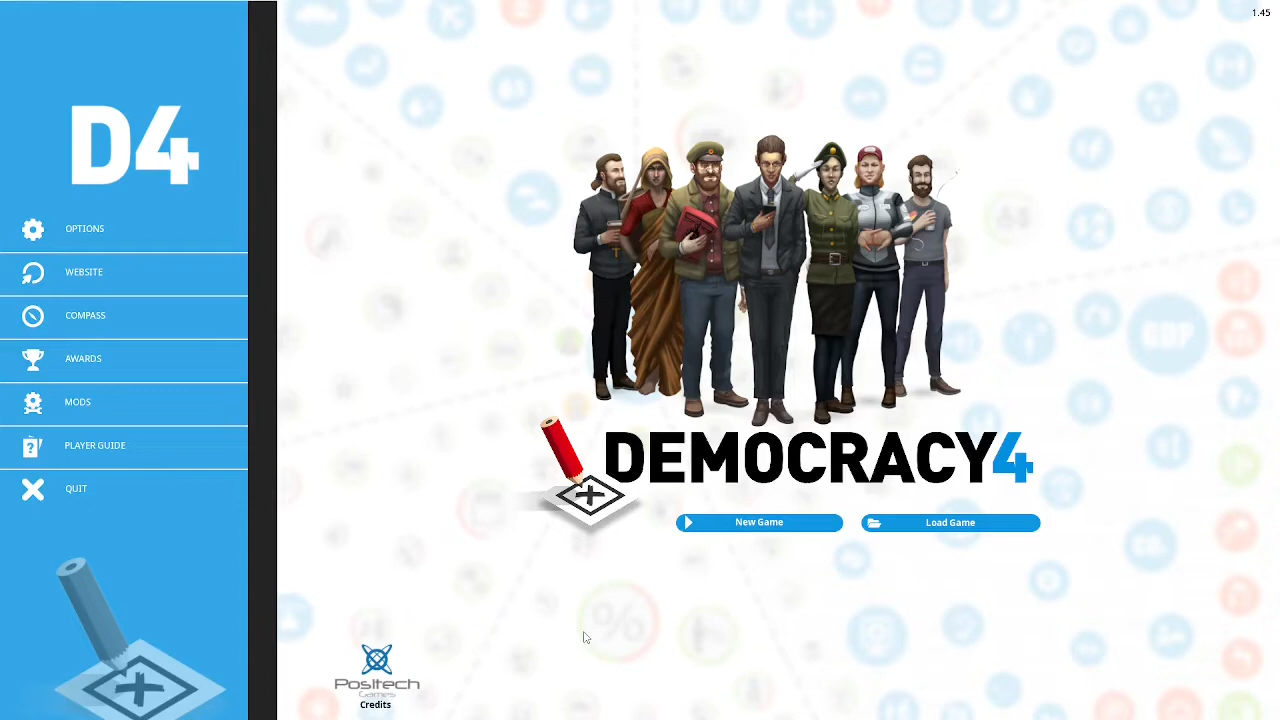 1.45
D4
OPTIONS
WEBSITE
COMPASS
AWARDS
MODS
PLAYER GUIDE
QUIT
DEMOCRACY4
New Game
Load Game
GDP
%
Positech
Games
Credits